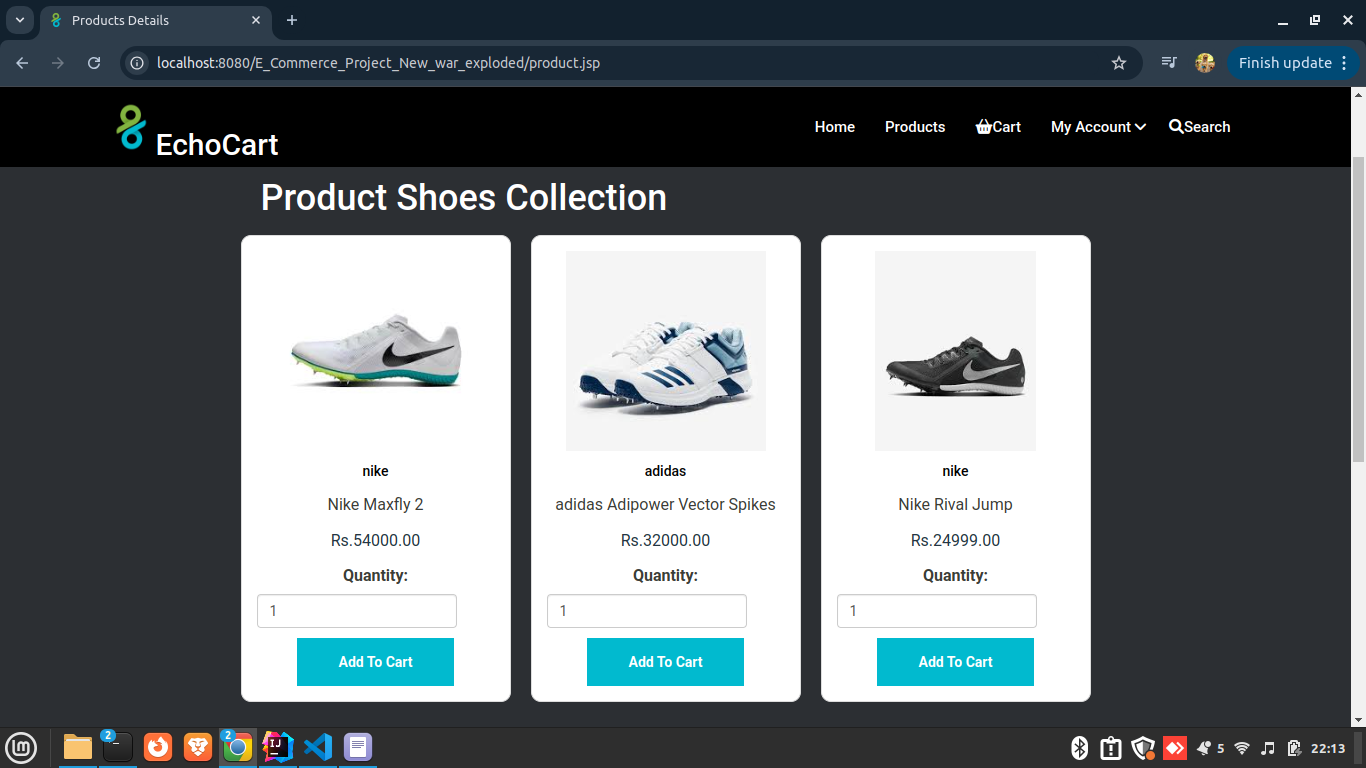 Products Details
localhost:8080/E_Commerce_Project_New_war_exploded/product.jsp
Finish update
EchoCart
Home
Products
Cart
My Account
Search
Product Shoes Collection
nike
adidas
nike
Nike Maxfly 2
adidas Adipower Vector Spikes
Nike Rival Jump
Rs.54000.00
Rs.32000.00
Rs.24999.00
Quantity:
Quantity:
Quantity:
1
1
1
Add To Cart
Add To Cart
Add To Cart
2
2
IJ
5
22:13